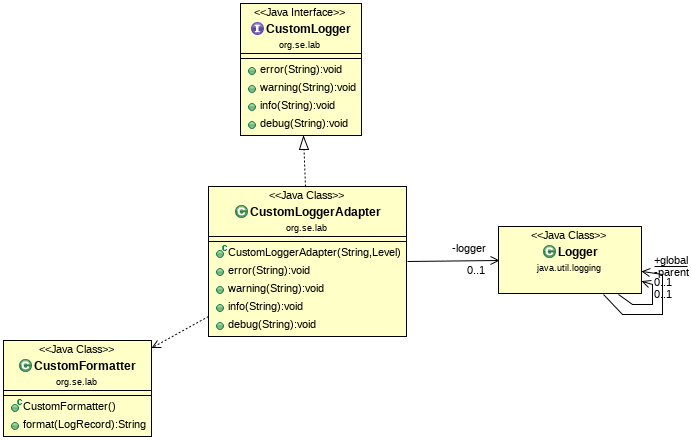 <<Java Interface>>
CustomLogger
org.se.lab
error(String):void
warning(String):void
info(String):void
debug(String):void
<<Java Class>>
CustomLoggerAdapter
org.se.lab
CustomLoggerAdapter(String,Level)
error(String):void
warning(String):void
info(String):void
debug(String):void
-logger
0..1
<<Java Class>>
Logger
java.util.logging
+global
-parent
0..1
0..1
<<Java Class>>
CustomFormatter
org.se.lab
CustomFormatter()
format(LogRecord):String